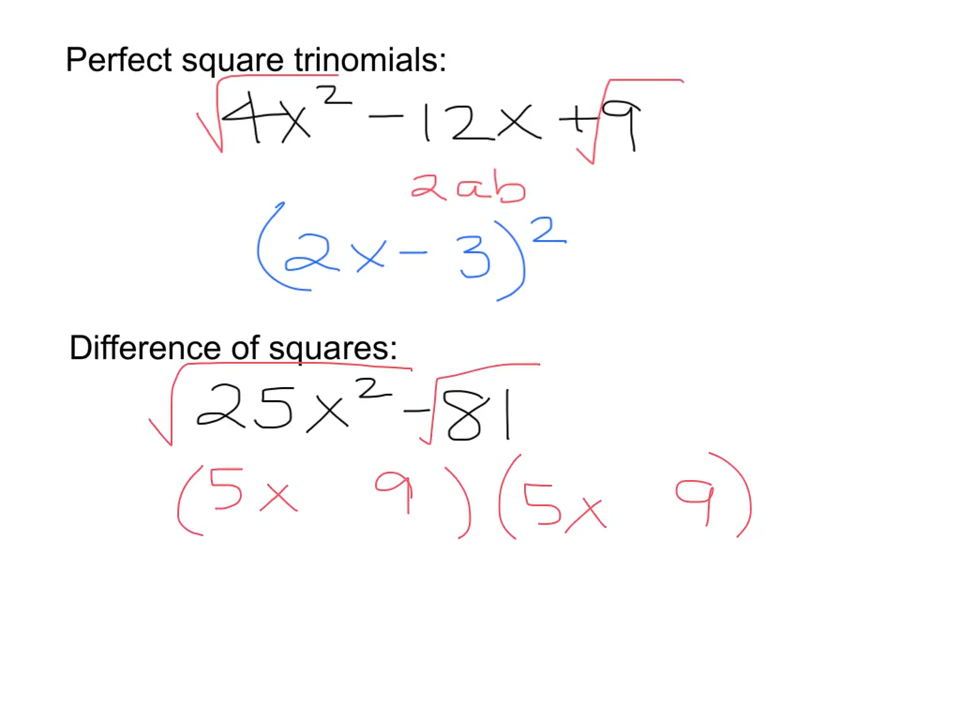 Perfect square trinomials:
√4x² - 12x + √9
2ab
(2x - 3)²
Difference of squares:
√25x² - √81
(5x 9)(5x 9)